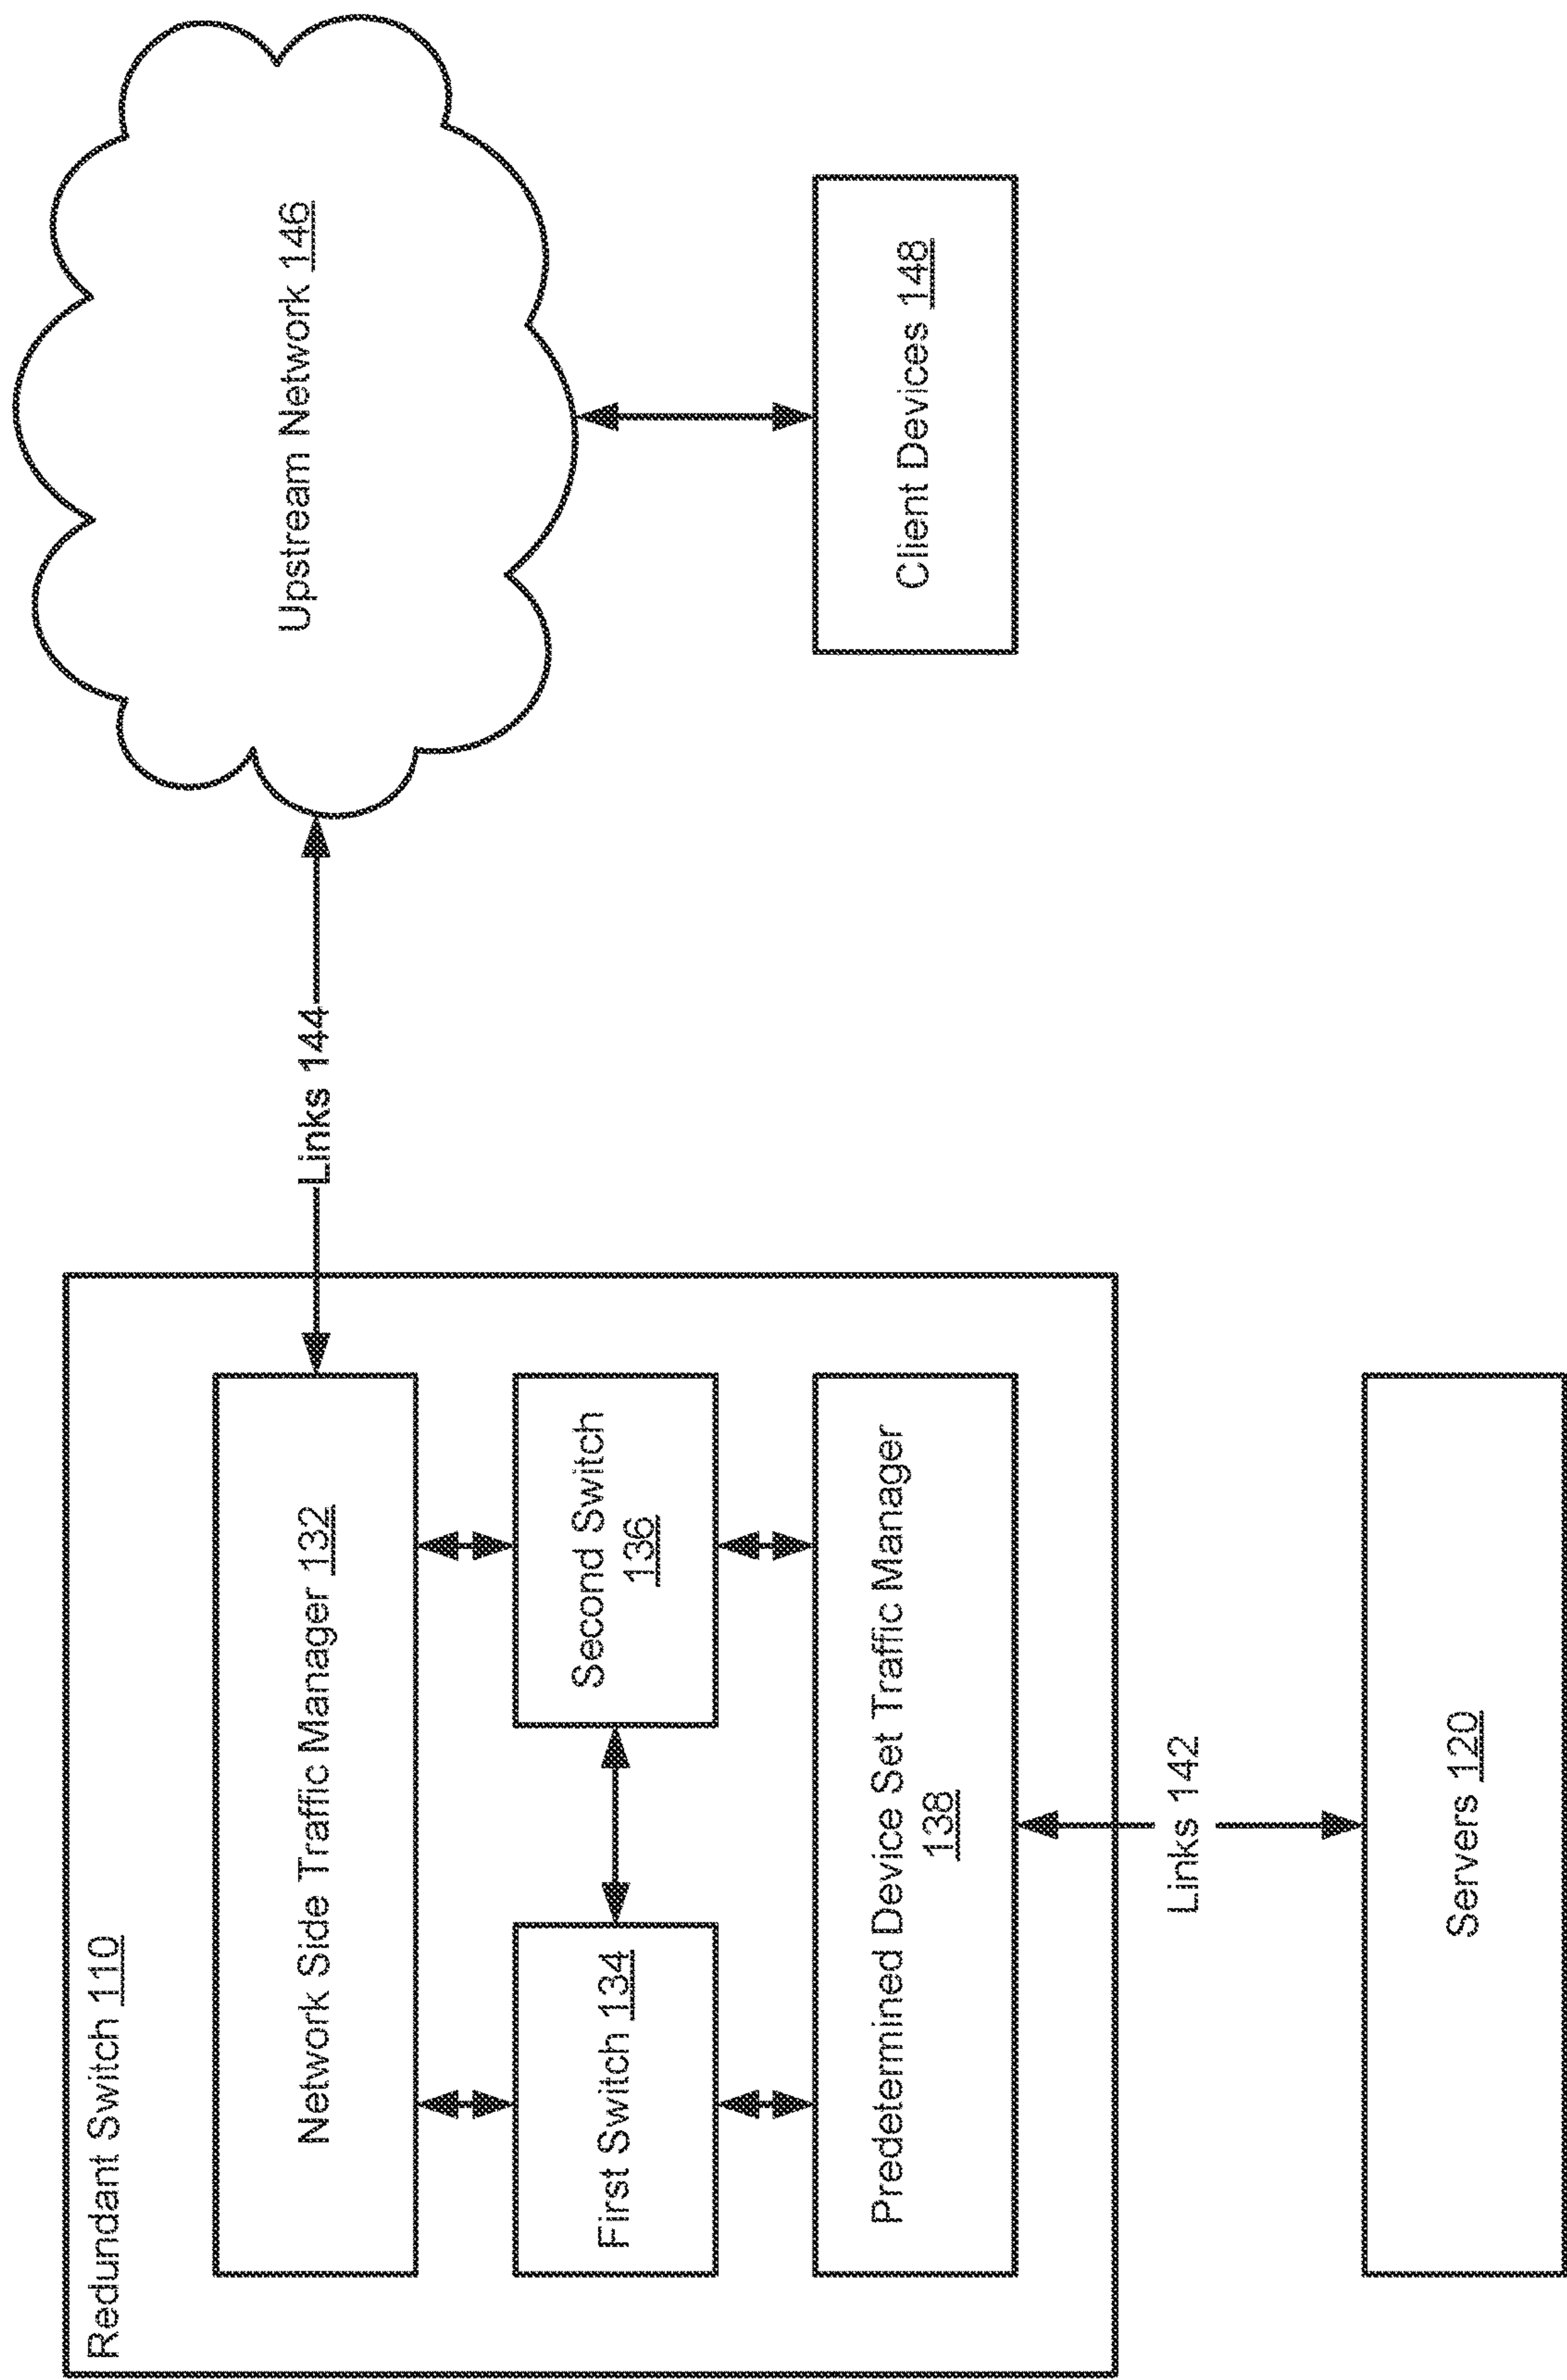 Redundant Switch 110
Network Side Traffic Manager 132
First Switch 134
Second Switch
136
Predetermined Device Set Traffic Manager
138
Links 144
Upstream Network 146
Client Devices 148
Links 142
Servers 120